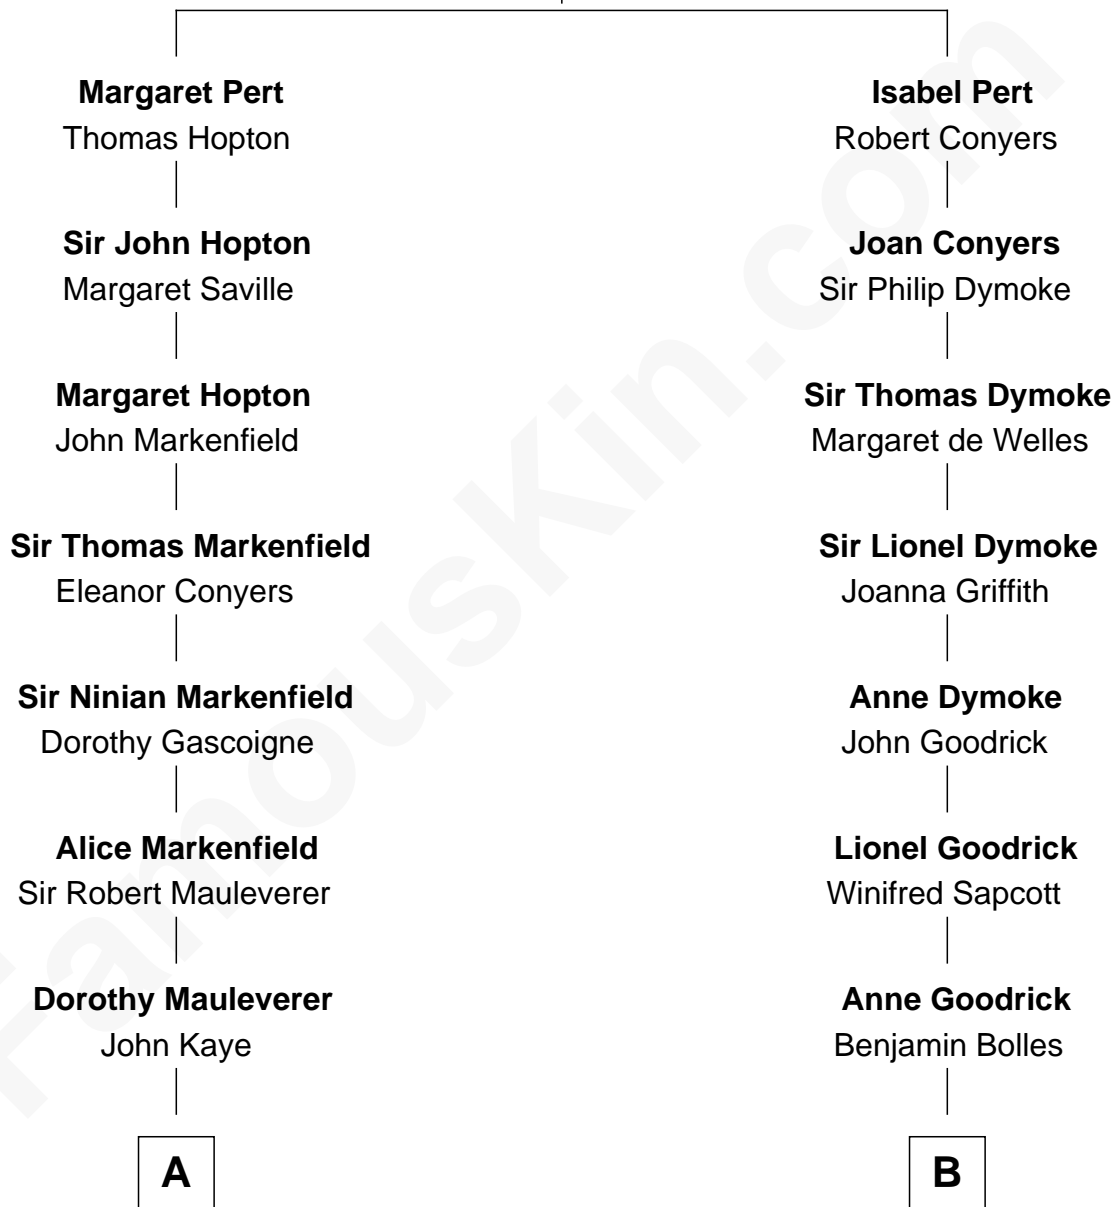 Margaret Pert
Thomas Hopton
Sir John Hopton
Margaret Saville
Margaret Hopton
John Markenfield
Sir Thomas Markenfield
Eleanor Conyers
Sir Ninian Markenfield
Dorothy Gascoigne
Alice Markenfield
Sir Robert Mauleverer
Dorothy Mauleverer
John Kaye
A
Isabel Pert
Robert Conyers
Joan Conyers
Sir Philip Dymoke
Sir Thomas Dymoke
Margaret de Welles
Sir Lionel Dymoke
Joanna Griffith
Anne Dymoke
John Goodrick
Lionel Goodrick
Winifred Sapcott
Anne Goodrick
Benjamin Bolles
B
FamousKin.com